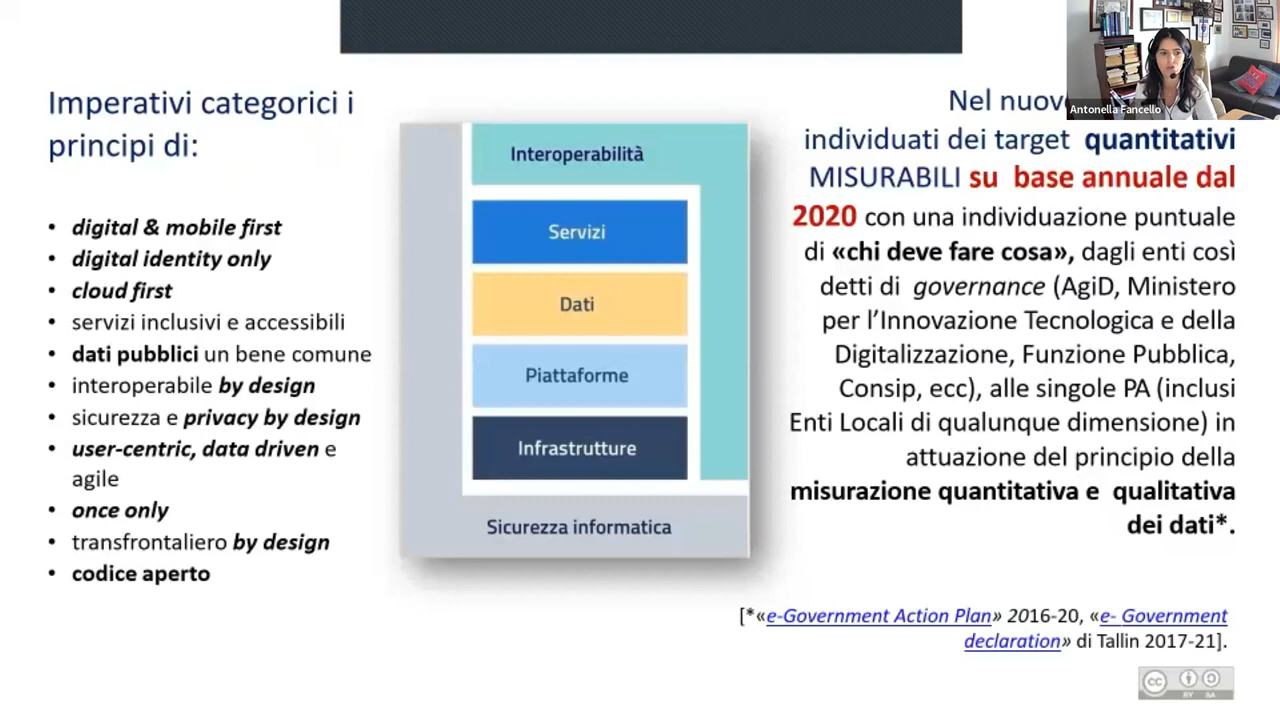 Imperativi categorici i
principi di:
• digital & mobile first
• digital identity only
• cloud first
• servizi inclusivi e accessibili
• dati pubblici un bene comune
• interoperabile by design
• sicurezza e privacy by design
• user-centric, data driven e
agile
• once only
• transfrontaliero by design
• codice aperto
Interoperabilità
Servizi
Dati
Piattaforme
Infrastrutture
Sicurezza informatica
Antonella Fancello
Nel nuov
individuati dei target quantitativi
MISURABILI su base annuale dal
2020 con una individuazione puntuale
di «chi deve fare cosa», dagli enti così
detti di governance (AgiD, Ministero
per l’Innovazione Tecnologica e della
Digitalizzazione, Funzione Pubblica,
Consip, ecc), alle singole PA (inclusi
Enti Locali di qualunque dimensione) in
attuazione del principio della
misurazione quantitativa e qualitativa
dei dati*.
[*«e-Government Action Plan» 2016-20, «e- Government
declaration» di Tallin 2017-21].
cc
BY SA